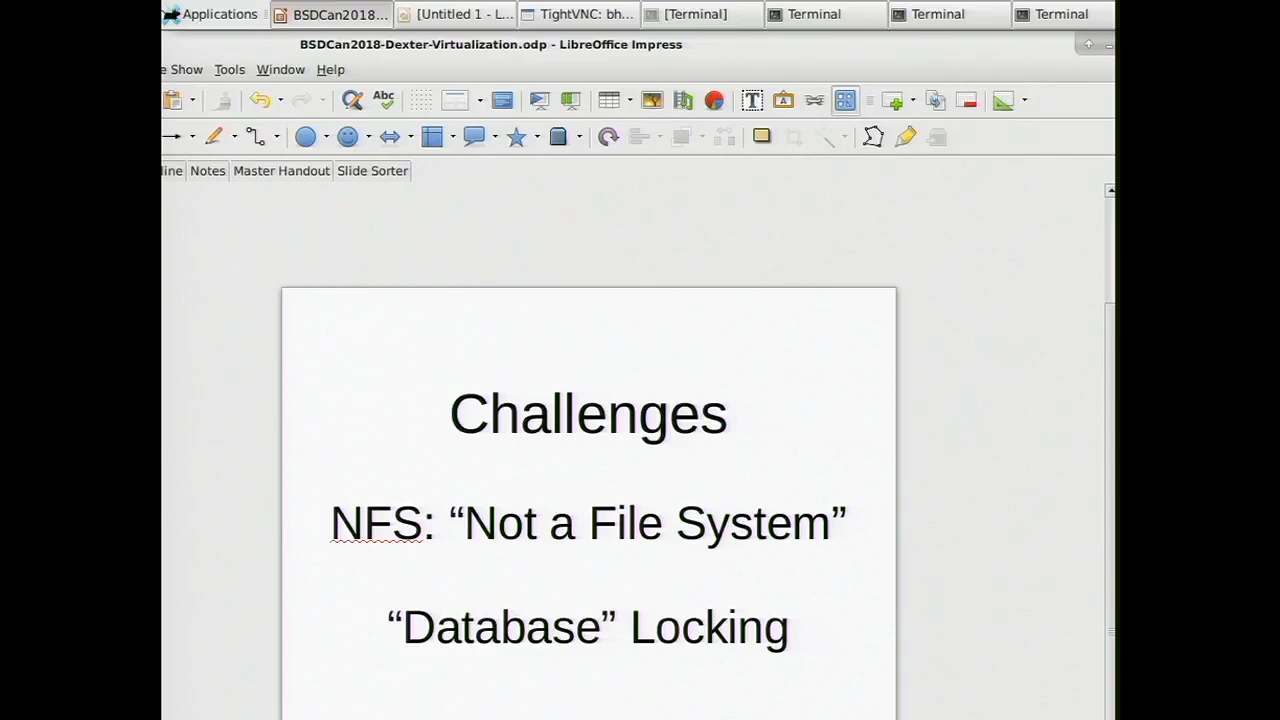 Applications
BSDCan2018...
[Untitled 1 - L...
TightVNC: bh...
[Terminal]
Terminal
Terminal
Terminal
BSDCan2018-Dexter-Virtualization.odp - LibreOffice Impress
e Show Tools Window Help
Abc
T
A
line Notes Master Handout Slide Sorter
Challenges
NFS: “Not a File System”
“Database” Locking